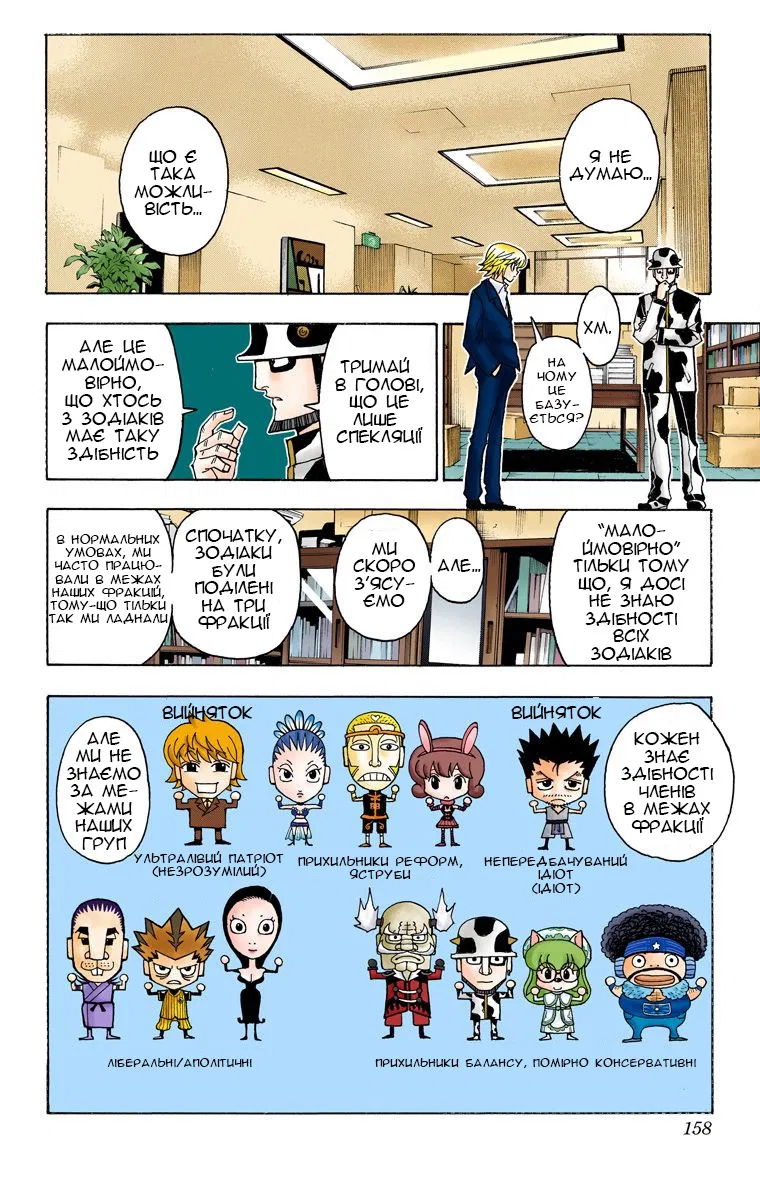 Я НЕ
ДУМАЮ...
ЩО Є
ТАКА
МОЖЛИ-
ВІСТЬ...
ХМ.
НА
ЧОМУ
ЦЕ
БАЗУ-
ЄТЬСЯ?
ТРИМАЙ
В ГОЛОВІ,
ЩО ЦЕ
ЛИШЕ
СПЕКЛЯЦІЇ
АЛЕ ЦЕ
МАЛОЙМО-
ВІРНО,
ЩО ХТОСЬ
З ЗОДІАКІВ
МАЄ ТАКУ
ЗДІБНІСТЬ
"МАЛО-
ЙМОВІРНО"
ТІЛЬКИ ТОМУ
ЩО, Я ДОСІ
НЕ ЗНАЮ
ЗДІБНОСТІ
ВСІХ
ЗОДІАКІВ
АЛЕ...
МИ
СКОРО
З'ЯСУ-
ЄМО
СПОЧАТКУ,
ЗОДІАКИ
БУЛИ
ПОДІЛЕНІ
НА ТРИ
ФРАКЦІЇ
В НОРМАЛЬНИХ
УМОВАХ, МИ
ЧАСТО ПРАЦЮ-
ВАЛИ В МЕЖАХ
НАШИХ ФРАКЦІЙ,
ТОМУ-ЩО ТІЛЬКИ
ТАК МИ ЛАДНАЛИ
КОЖЕН
ЗНАЄ
ЗДІБНОСТІ
ЧЛЕНІВ
В МЕЖАХ
ФРАКЦІЇ
ВИЙНЯТОК
НЕПЕРЕДБАЧУВАНИЙ
ІДІОТ
(ІДІОТ)
ПРИХИЛЬНИКИ РЕФОРМ,
ЯСТРУБИ
ВИЙНЯТОК
УЛЬТРАЛІВИЙ ПАТРІОТ
(НЕЗРОЗУМІЛИЙ)
АЛЕ
МИ НЕ
ЗНАЄМО
ЗА МЕ-
ЖАМИ
НАШИХ
ГРУП
ПРИХИЛЬНИКИ БАЛАНСУ, ПОМІРНО КОНСЕРВАТИВНІ
ЛІБЕРАЛЬНІ/АПОЛІТИЧНІ
158